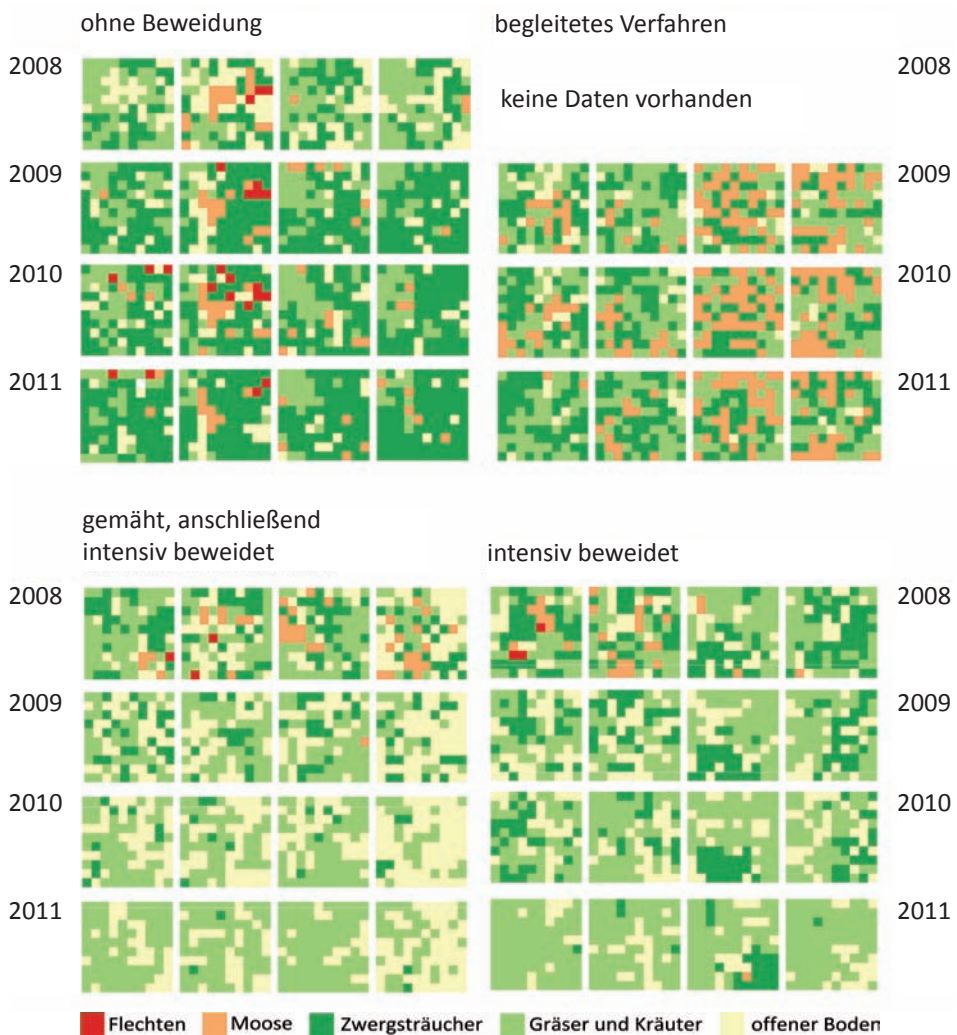 ohne Beweidung
begleitetes Verfahren
2008
2008
keine Daten vorhanden
2009
2009
2010
2010
2011
2011
gemäht, anschließend
intensiv beweidet
intensiv beweidet
2008
2008
2009
2009
2010
2010
2011
2011
Flechten Moose Zwergsträucher Gräser und Kräuter offener Boden